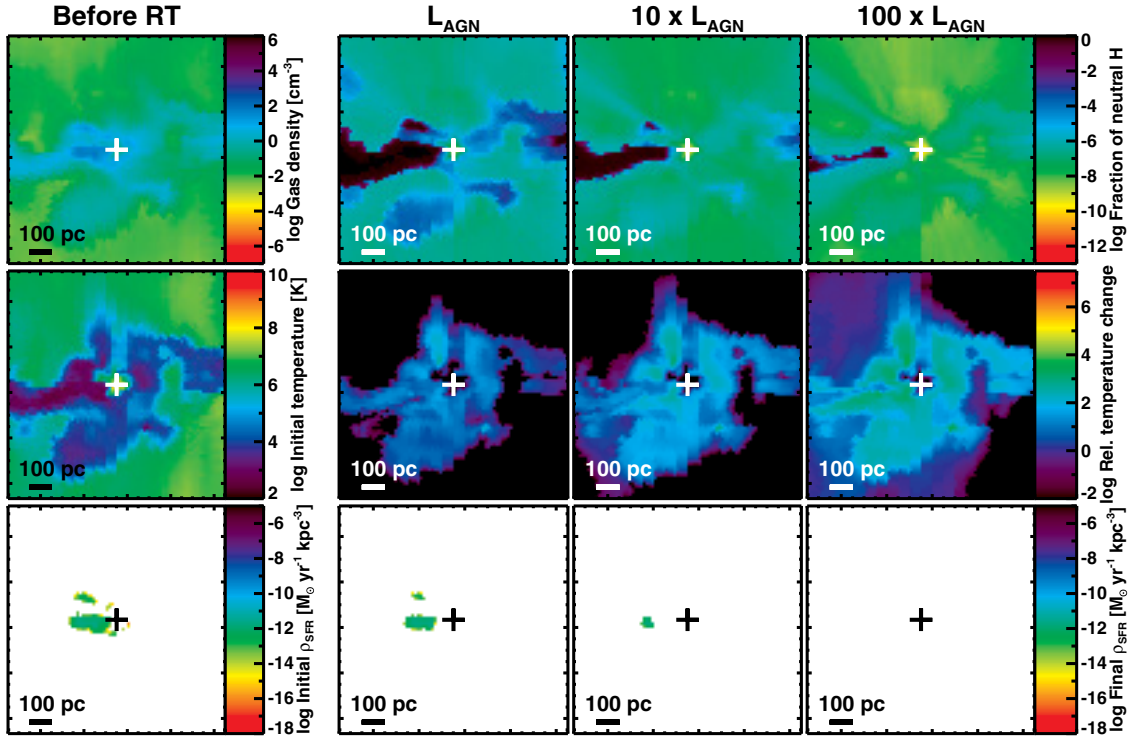 Before RT
L_AGN
10 x L_AGN
100 x L_AGN
6
4
2
0
-2
-4
-6
log Gas density [cm⁻³]
0
-2
-4
-6
-8
-10
-12
log Fraction of neutral H
100 pc
100 pc
100 pc
100 pc
10
8
6
4
2
log Initial temperature [K]
6
4
2
0
-2
log Rel. temperature change
100 pc
100 pc
100 pc
100 pc
-6
-8
-10
-12
-14
-16
-18
log Initial ρ_SFR [M_⊙ yr⁻¹ kpc⁻³]
-6
-8
-10
-12
-14
-16
-18
log Final ρ_SFR [M_⊙ yr⁻¹ kpc⁻³]
100 pc
100 pc
100 pc
100 pc